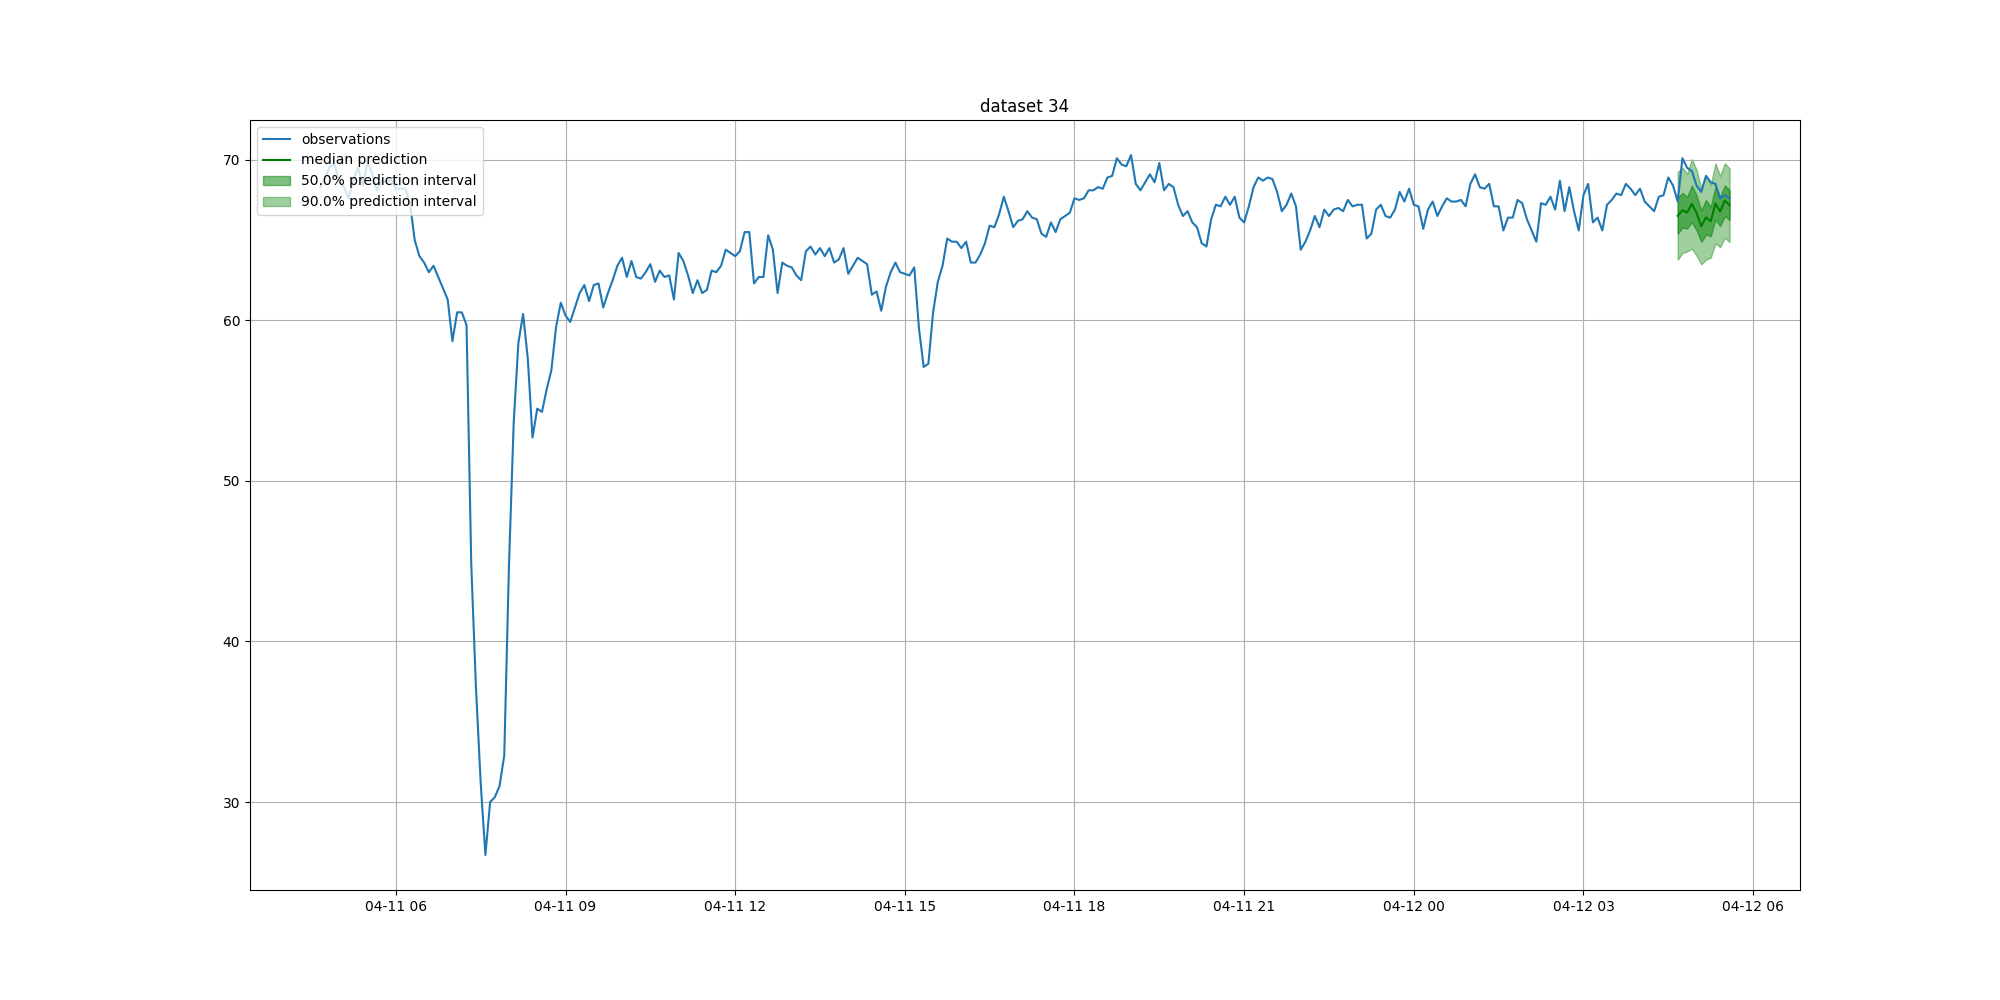 dataset 34
observations
median prediction
50.0% prediction interval
90.0% prediction interval
70
60
50
40
30
04-11 06
04-11 09
04-11 12
04-11 15
04-11 18
04-11 21
04-12 00
04-12 03
04-12 06